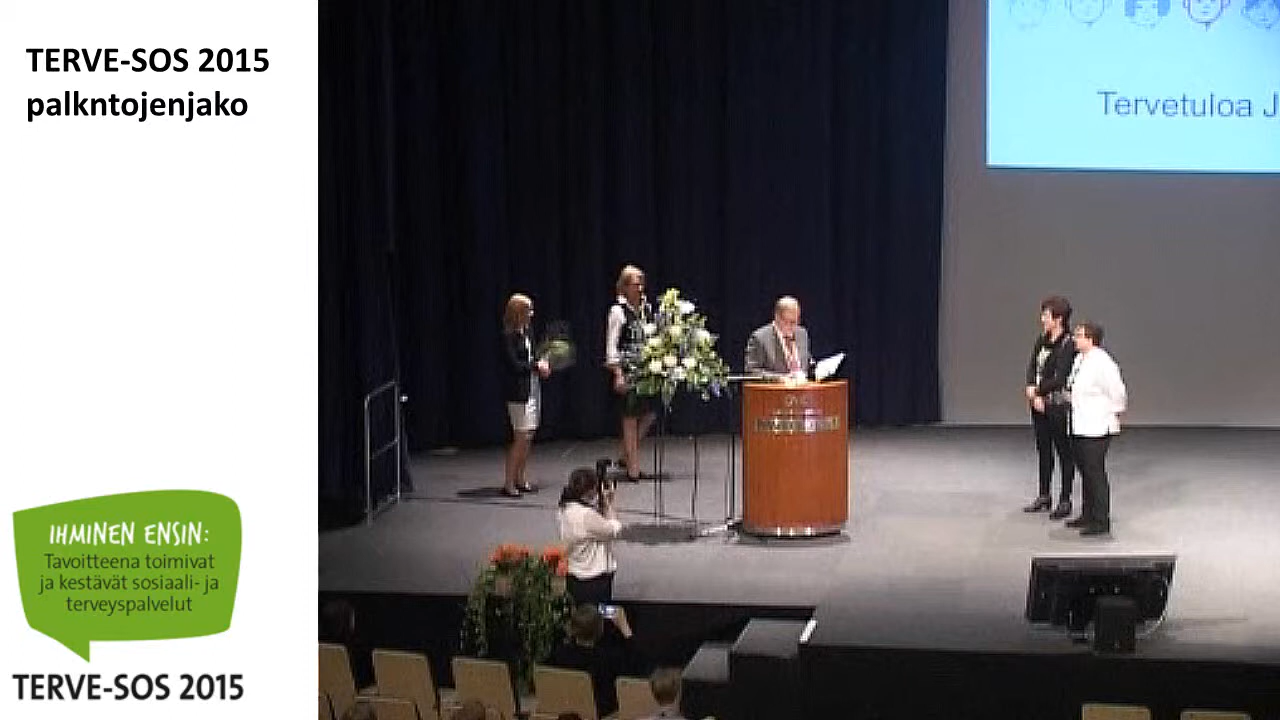 TERVE-SOS 2015
palkntojenjako
Tervetuloa J
IHMINEN ENSIN:
Tavoitteena toimivat
ja kestävät sosiaali- ja
terveyspalvelut
TERVE-SOS 2015